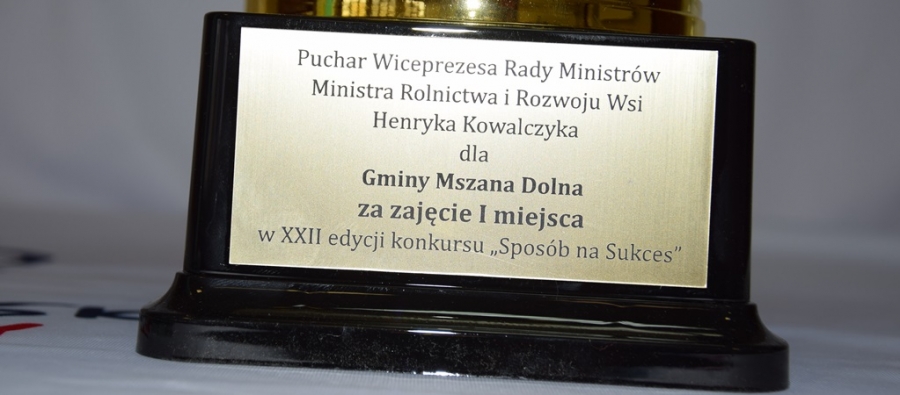 Puchar Wiceprezesa Rady Ministrów
Ministra Rolnictwa i Rozwoju Wsi
Henryka Kowalczyka
dla
Gminy Mszana Dolna
za zajęcie I miejsca
w XXII edycji konkursu „Sposób na Sukces”